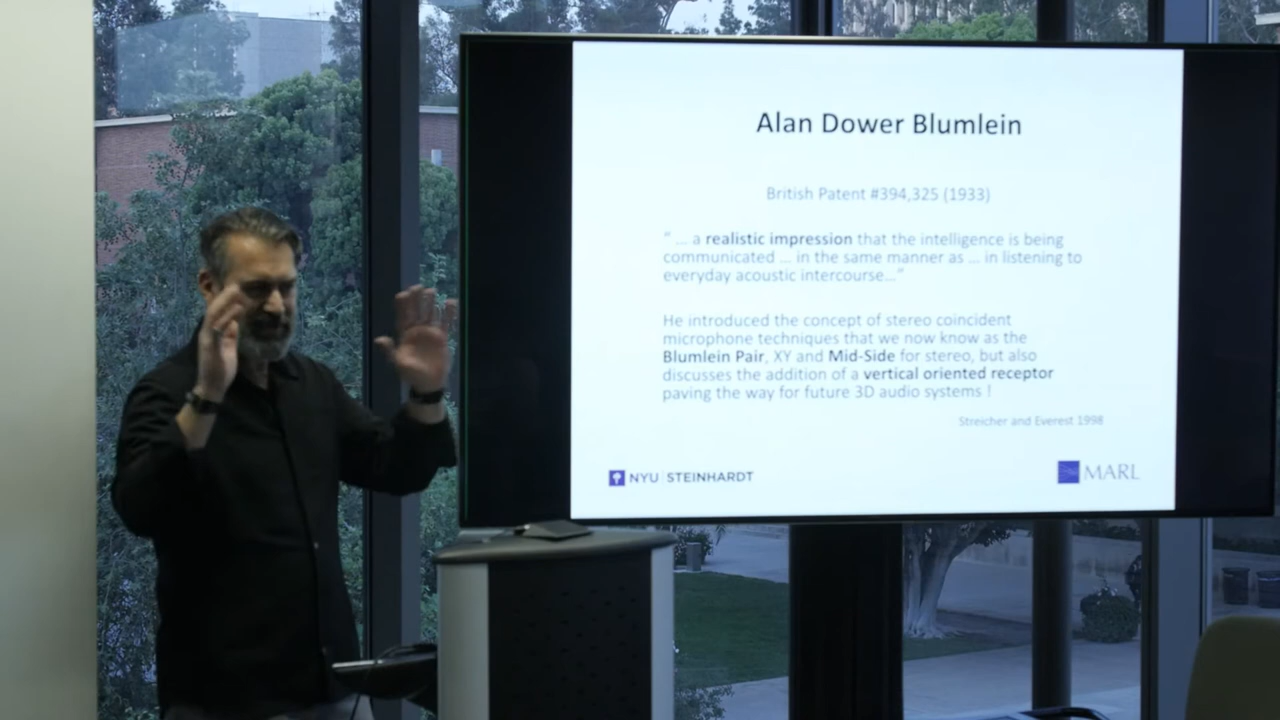 Alan Dower Blumlein
British Patent #394,325 (1933)
“ ... a realistic impression that the intelligence is being
communicated ... in the same manner as ... in listening to
everyday acoustic intercourse...”
He introduced the concept of stereo coincident
microphone techniques that we now know as the
Blumlein Pair, XY and Mid-Side for stereo, but also
discusses the addition of a vertical oriented receptor
paving the way for future 3D audio systems !
Streicher and Everest 1998
NYU STEINHARDT
MARL